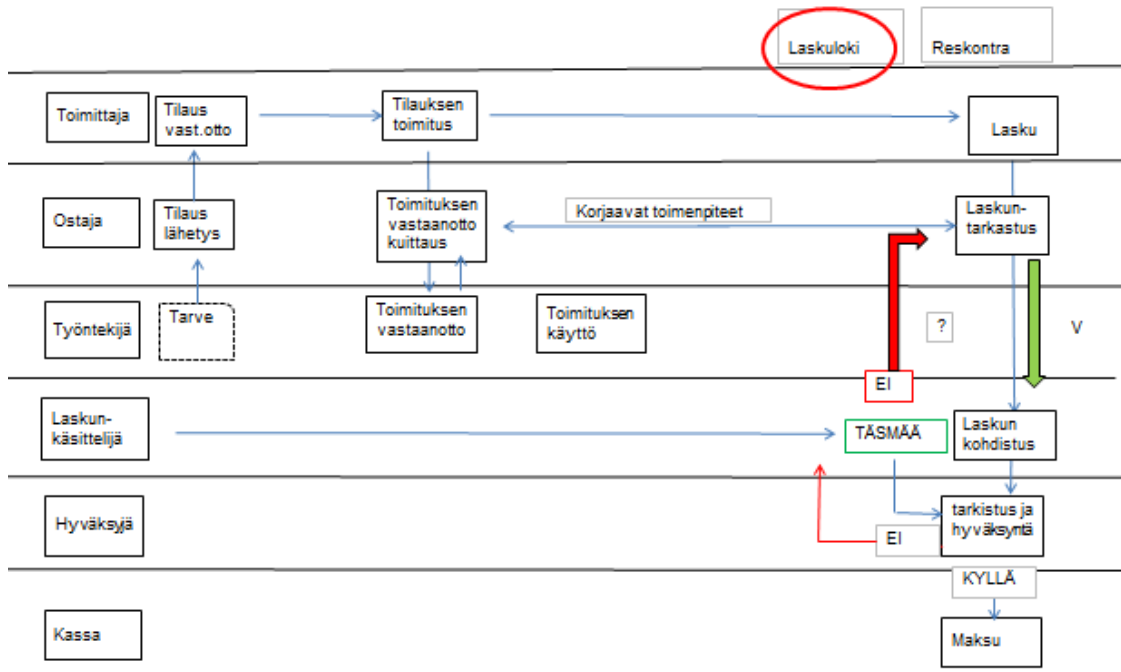 Laskuloki
Reskontra
Toimittaja
Tilaus
vast.otto
Tilauksen
toimitus
Lasku
Ostaja
Tilaus
lähetys
Toimituksen
vastaanotto
kuittaus
Korjaavat toimenpiteet
Laskun-
tarkastus
Työntekijä
Tarve
Toimituksen
vastaanotto
Toimituksen
käyttö
?
V
EI
Laskun-
käsittelijä
TÄSMÄÄ
Laskun
kohdistus
Hyväksyjä
EI
tarkistus ja
hyväksyntä
KYLLÄ
Kassa
Maksu